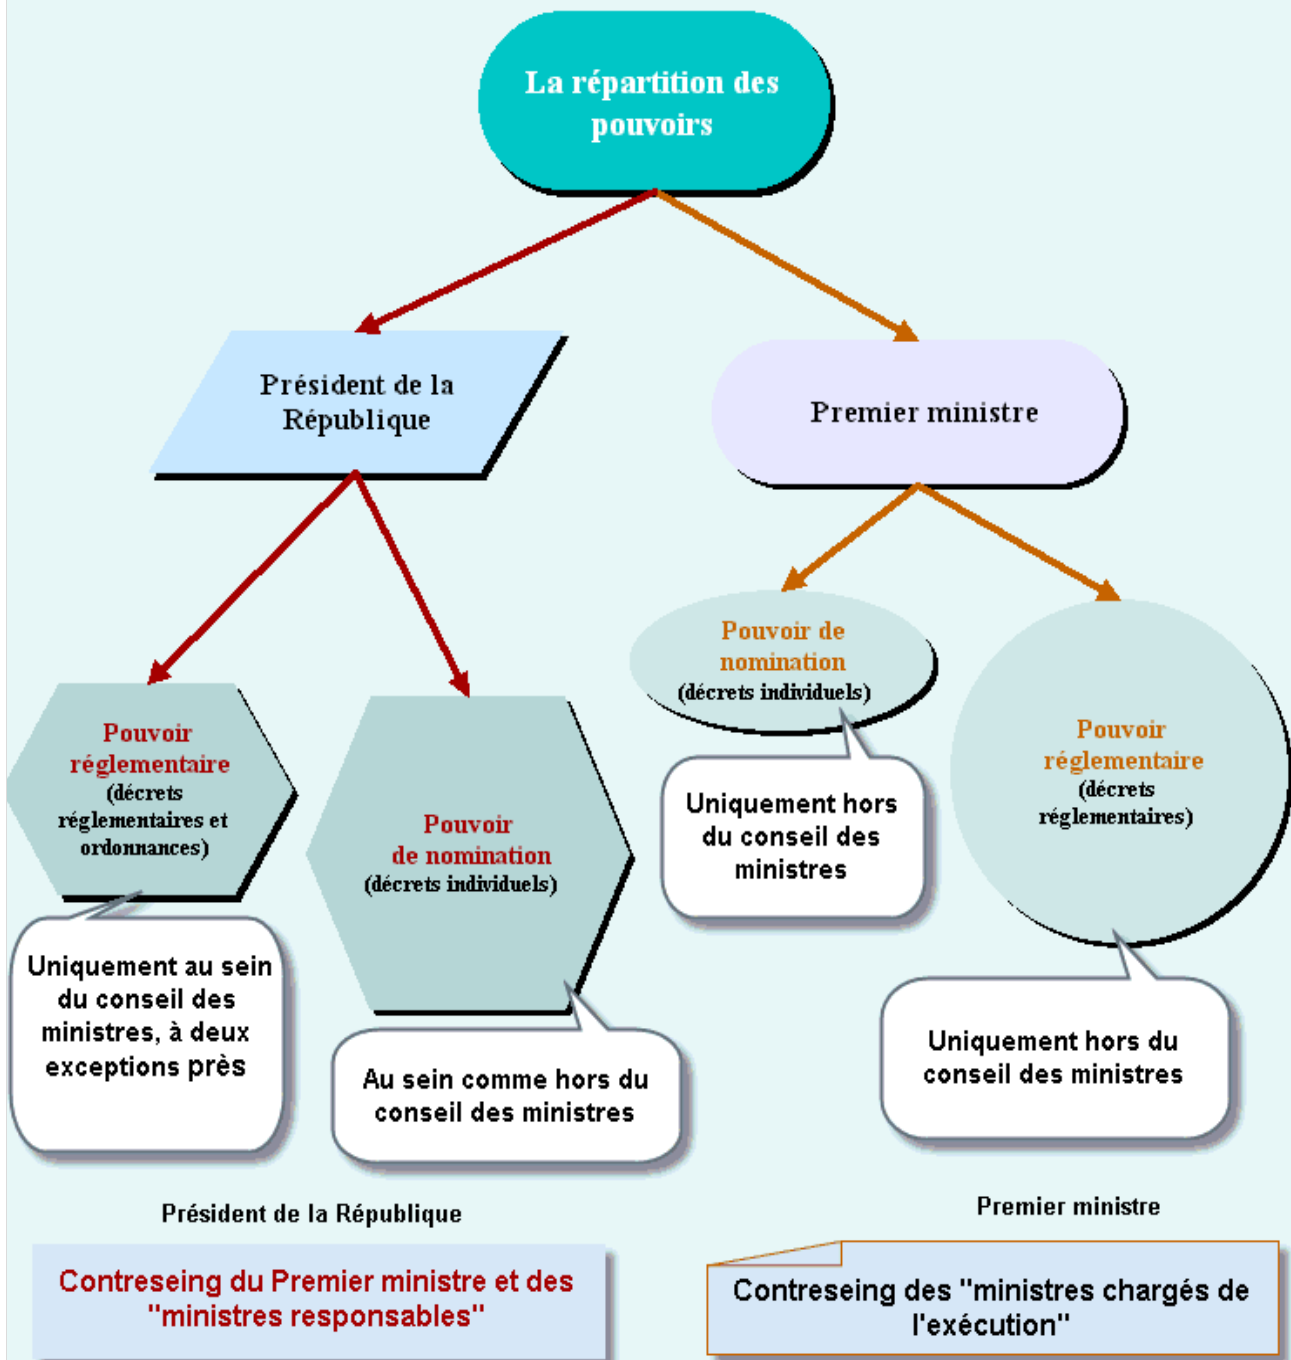 La répartition des
pouvoirs
Président de la
République
Premier ministre
Pouvoir
réglementaire
(décrets
réglementaires et
ordonnances)
Uniquement au sein
du conseil des
ministres, à deux
exceptions près
Pouvoir
de nomination
(décrets individuels)
Au sein comme hors du
conseil des ministres
Pouvoir de
nomination
(décrets individuels)
Uniquement hors
du conseil des
ministres
Pouvoir
réglementaire
(décrets
réglementaires)
Uniquement hors du
conseil des ministres
Président de la République
Contreseing du Premier ministre et des
"ministres responsables"
Premier ministre
Contreseing des "ministres chargés de
l'exécution"